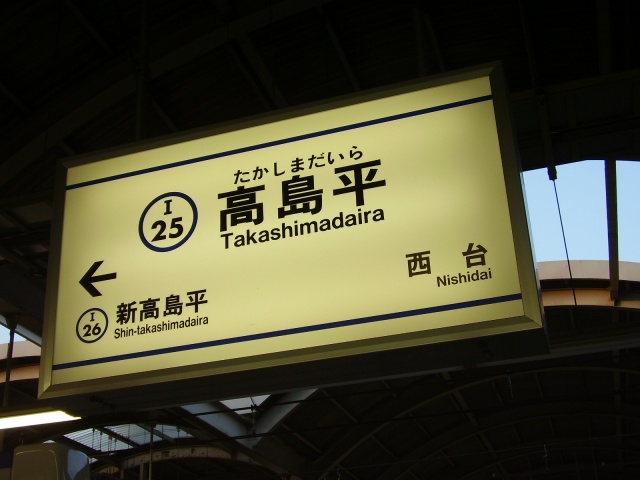 たかしまだいら
I 25 高島平
Takashimadaira
←
I 26 新高島平
Shin-takashimadaira
西 台
Nishidai